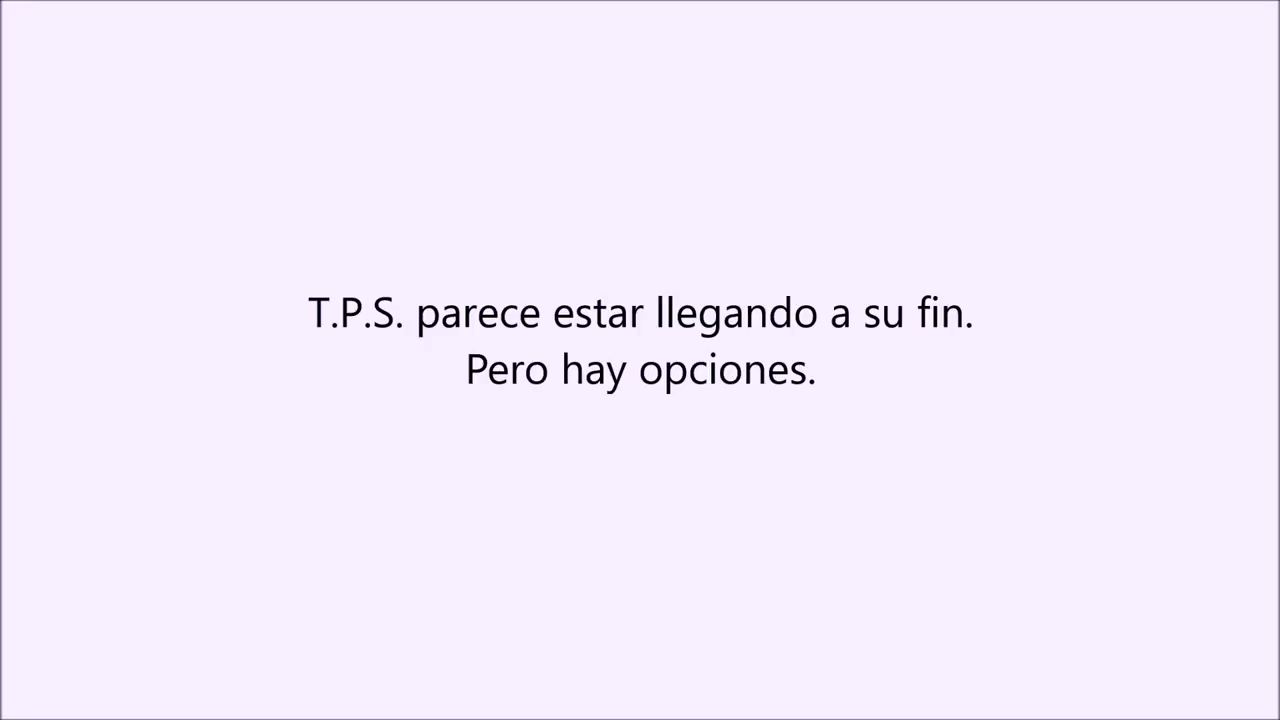 T.P.S. parece estar llegando a su fin.
Pero hay opciones.